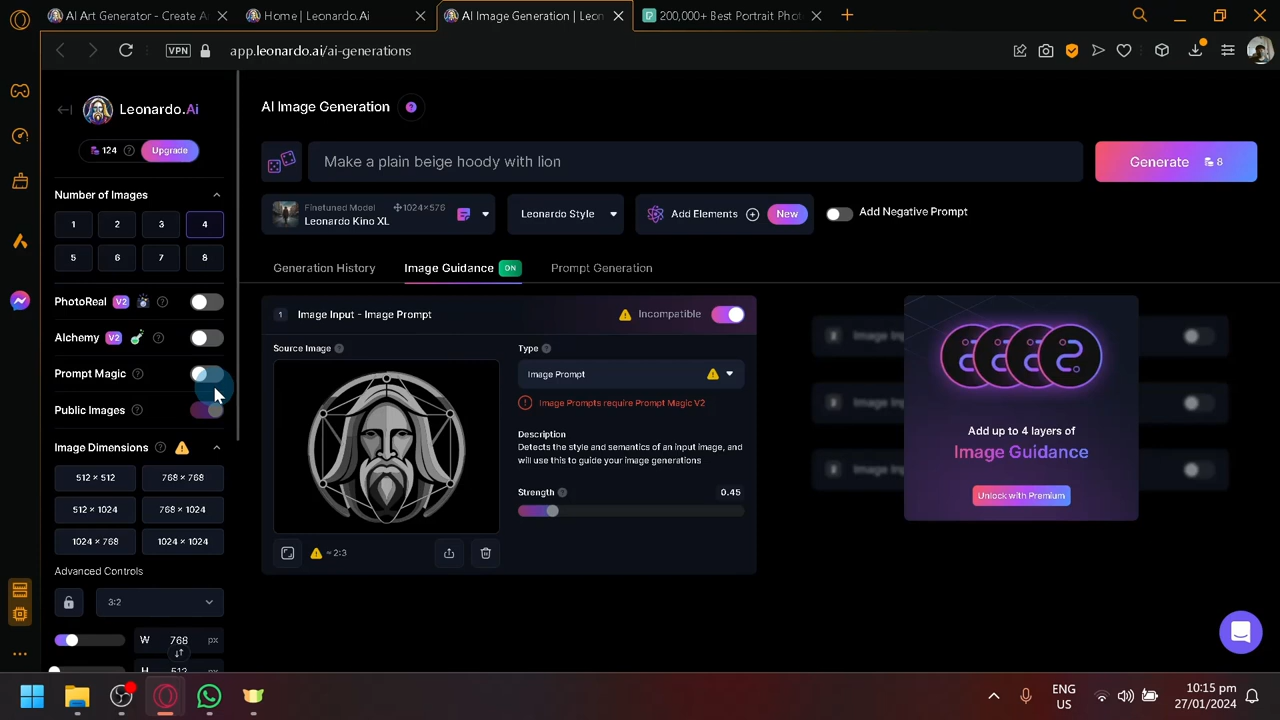 AI Art Generator - Create A
Home | Leonardo.Ai
AI Image Generation | Leon
200,000+ Best Portrait Phot
VPN
app.leonardo.ai/ai-generations
Leonardo.Ai
AI Image Generation ?
124 ? Upgrade
Make a plain beige hoody with lion
Generate 8
Number of Images
Finetuned Model 1024×576
Leonardo Kino XL
Leonardo Style
Add Elements New
Add Negative Prompt
1 2 3 4
5 6 7 8
Generation History
Image Guidance ON
Prompt Generation
PhotoReal V2 ?
Alchemy V2 ?
Prompt Magic ?
Public Images ?
1 Image Input - Image Prompt
Incompatible
Source Image ?
Type ?
Image Prompt
Image Prompts require Prompt Magic V2
Description
Detects the style and semantics of an input image, and
will use this to guide your image generations
Strength ? 0.45
≈ 2:3
Image Inp
Image Inp
Image Inp
Add up to 4 layers of
Image Guidance
Unlock with Premium
Image Dimensions ?
512 × 512 768 × 768
512 × 1024 768 × 1024
1024 × 768 1024 × 1024
Advanced Controls
3:2
W 768 px
H 512 px
ENG
US
10:15 pm
27/01/2024